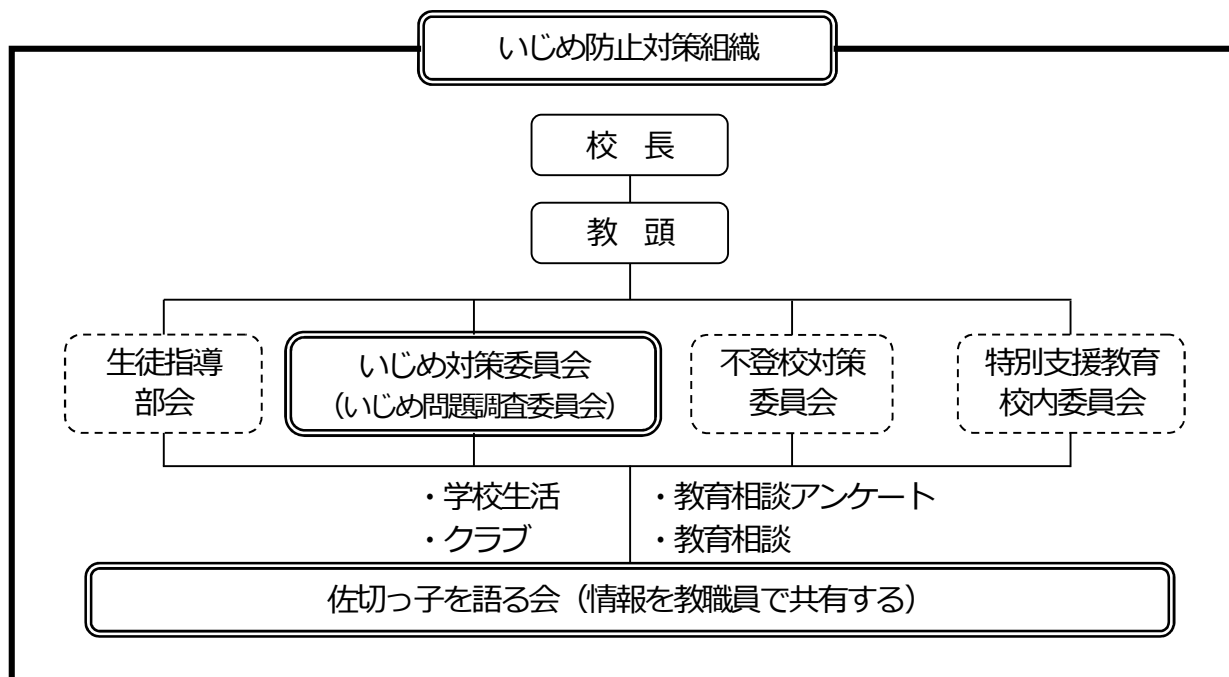 いじめ防止対策組織
校　長
教　頭
生徒指導
部会
いじめ対策委員会
（いじめ問題調査委員会）
不登校対策
委員会
特別支援教育
校内委員会
・学校生活
・クラブ
・教育相談アンケート
・教育相談
佐切っ子を語る会（情報を教職員で共有する）